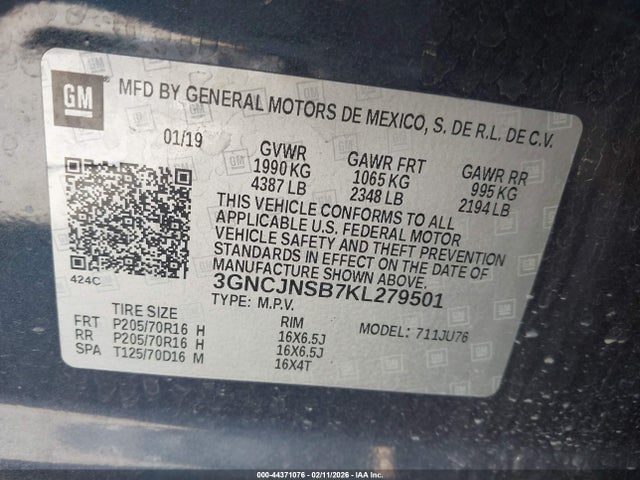 GM
MFD BY GENERAL MOTORS DE MEXICO, S. DE R.L. DE C.V.
01/19
GVWR GAWR FRT GAWR RR
1990 KG 1065 KG 995 KG
4387 LB 2348 LB 2194 LB
THIS VEHICLE CONFORMS TO ALL
APPLICABLE U.S. FEDERAL MOTOR
VEHICLE SAFETY AND THEFT PREVENTION
STANDARDS IN EFFECT ON THE DATE OF
MANUFACTURE SHOWN ABOVE.
424C
3GNCJNSB7KL279501
TYPE: M.P.V.
MODEL: 711JU76
TIRE SIZE RIM
FRT P205/70R16 H 16X6.5J
RR P205/70R16 H 16X6.5J
SPA T125/70D16 M 16X4T
000-44371076 - 02/11/2026 - IAA Inc.